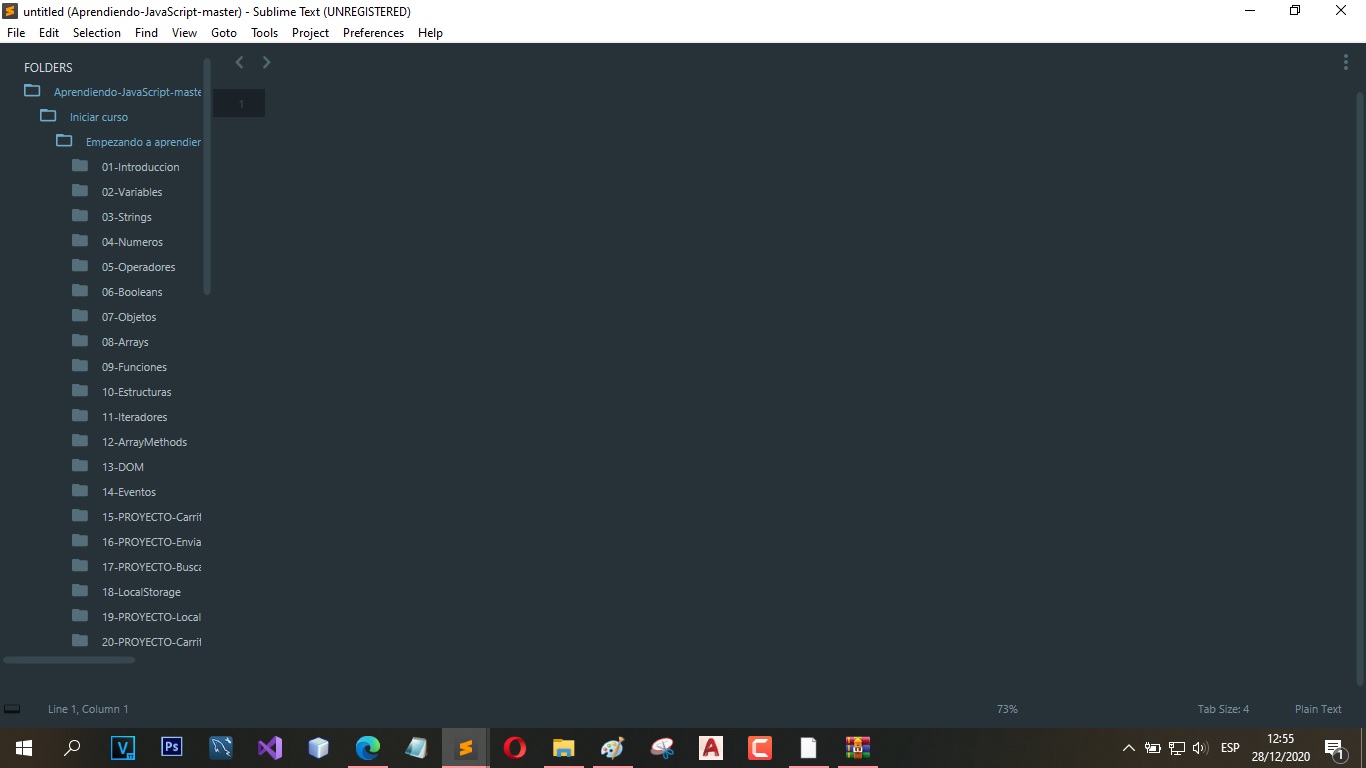 untitled (Aprendiendo-JavaScript-master) - Sublime Text (UNREGISTERED)
File Edit Selection Find View Goto Tools Project Preferences Help
FOLDERS
Aprendiendo-JavaScript-maste
1
Iniciar curso
Empezando a aprendier
01-Introduccion
02-Variables
03-Strings
04-Numeros
05-Operadores
06-Booleans
07-Objetos
08-Arrays
09-Funciones
10-Estructuras
11-Iteradores
12-ArrayMethods
13-DOM
14-Eventos
15-PROYECTO-Carrit
16-PROYECTO-Envia
17-PROYECTO-Busca
18-LocalStorage
19-PROYECTO-Local
20-PROYECTO-Carrit
Line 1, Column 1 73% Tab Size: 4 Plain Text
V Ps A C ESP 12:55
28/12/2020 1